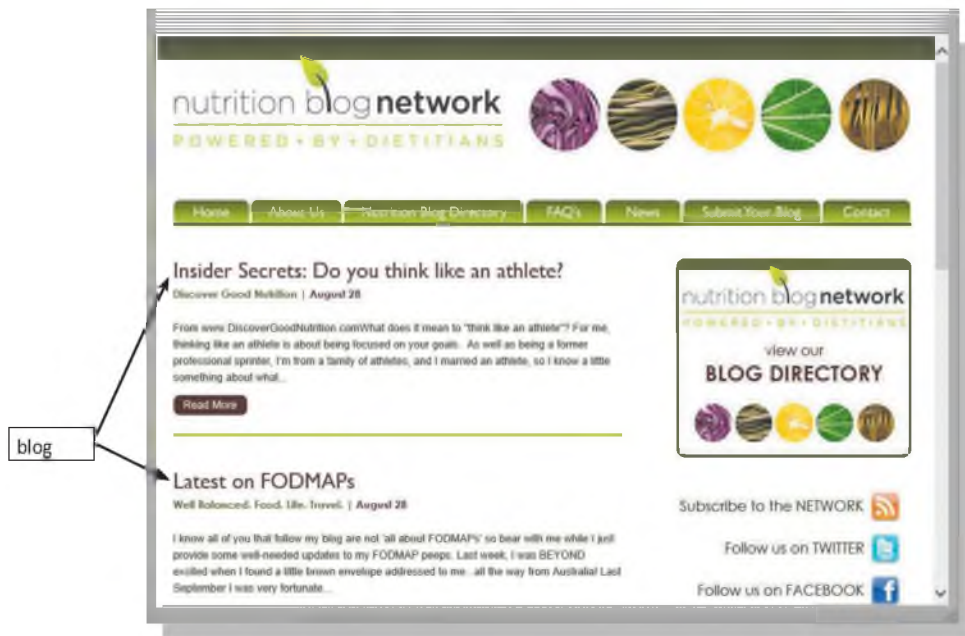 nutrition blog network
POWERED • BY • DIETITIANS
Home About Us Nutrition Blog Directory FAQ's News Submit Your Blog Contact
Insider Secrets: Do you think like an athlete?
Discover Good Nutrition | August 28
From www.DiscoverGoodNutrition.comWhat does it mean to "think like an athlete"? For me,
thinking like an athlete is about being focused on your goals. As well as being a former
professional sprinter, I'm from a family of athletes, and I married an athlete, so I know a little
something about what...
Read More
blog
Latest on FODMAPs
Well Balanced. Food. Life. Travel. | August 28
I know all of you that follow my blog are not 'all about FODMAPs' so bear with me while I just
provide some well-needed updates to my FODMAP peeps. Last week, I was BEYOND
excited when I found a little brown envelope addressed to me...all the way from Australia! Last
September I was very fortunate...
nutrition blog network
POWERED • BY • DIETITIANS
view our
BLOG DIRECTORY
Subscribe to the NETWORK
Follow us on TWITTER
Follow us on FACEBOOK